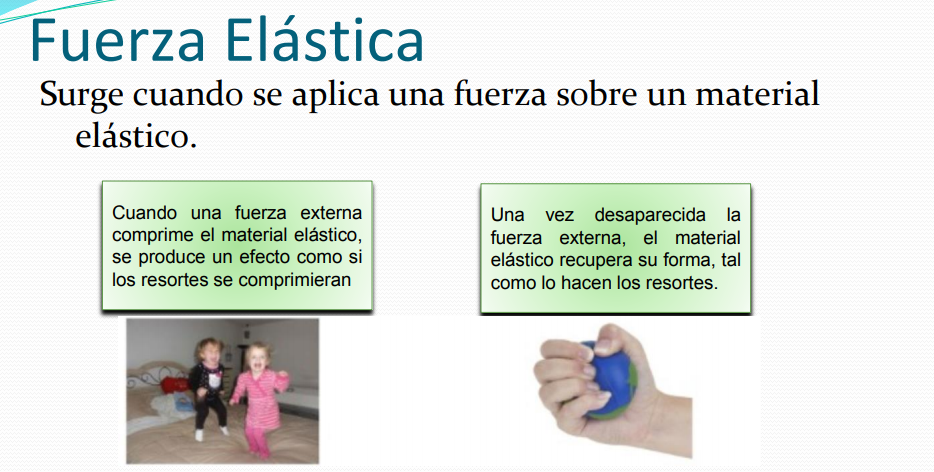 Fuerza Elástica
Surge cuando se aplica una fuerza sobre un material
elástico.
Cuando una fuerza externa
comprime el material elástico,
se produce un efecto como si
los resortes se comprimieran
Una vez desaparecida la
fuerza externa, el material
elástico recupera su forma, tal
como lo hacen los resortes.